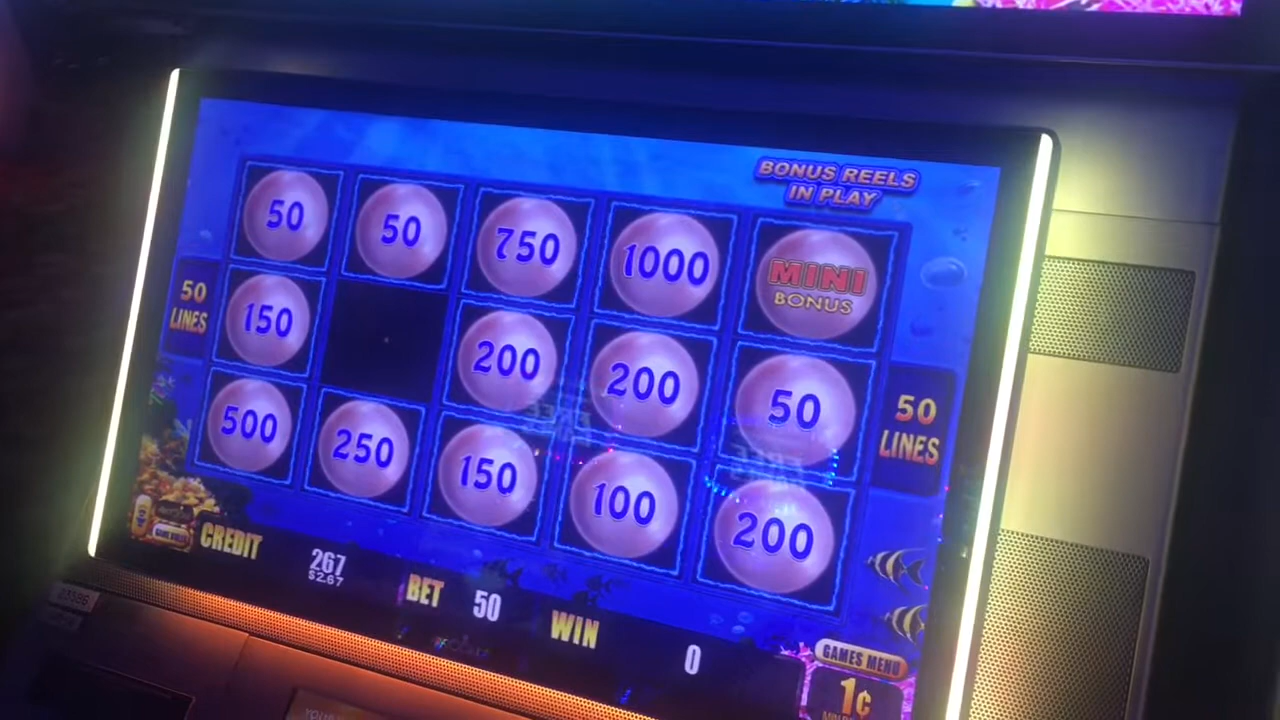 BONUS REELS
IN PLAY
50 50 750 1000 MINI
BONUS
50
LINES
150 200 200 50
50
LINES
500 250 150 100 200
CREDIT 267
$2.67
BET 50
WIN 0
GAMES MENU
1¢